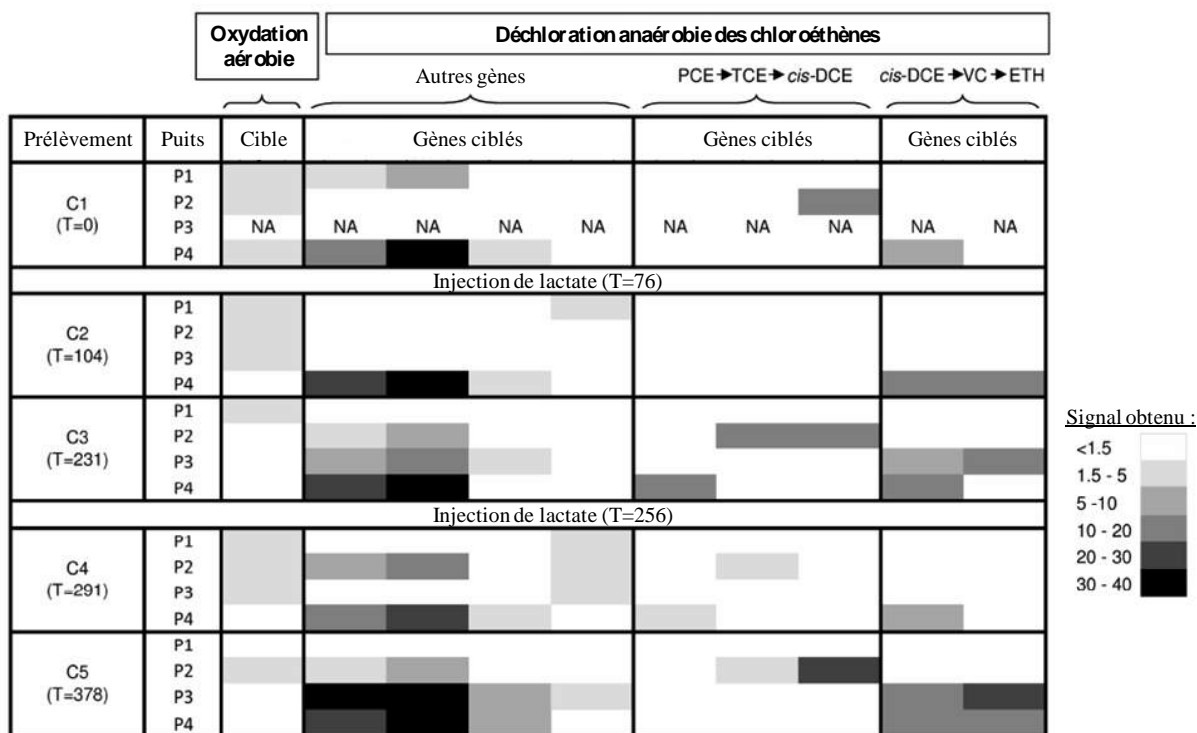 Oxydation aérobie
Déchloration anaérobie des chloroéthènes
Autres gènes
PCE→TCE→cis-DCE
cis-DCE→VC→ETH
Prélèvement Puits Cible Gènes ciblés Gènes ciblés Gènes ciblés
C1
(T=0)
P1
P2
P3 NA NA NA NA NA NA NA NA NA NA
P4
Injection de lactate (T=76)
C2
(T=104)
P1
P2
P3
P4
C3
(T=231)
P1
P2
P3
P4
Injection de lactate (T=256)
C4
(T=291)
P1
P2
P3
P4
C5
(T=378)
P1
P2
P3
P4
Signal obtenu :
<1.5
1.5 - 5
5 -10
10 - 20
20 - 30
30 - 40